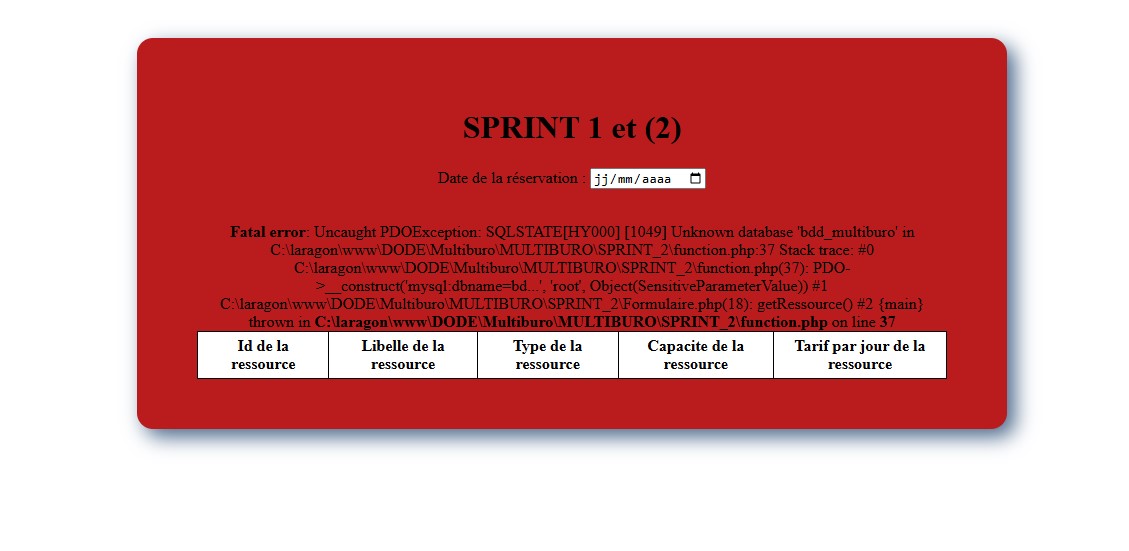 SPRINT 1 et (2)
Date de la réservation : jj/mm/aaaa
Fatal error: Uncaught PDOException: SQLSTATE[HY000] [1049] Unknown database 'bdd_multiburo' in
C:\laragon\www\DODE\Multiburo\MULTIBURO\SPRINT_2\function.php:37 Stack trace: #0
C:\laragon\www\DODE\Multiburo\MULTIBURO\SPRINT_2\function.php(37): PDO-
>__construct('mysql:dbname=bd...', 'root', Object(SensitiveParameterValue)) #1
C:\laragon\www\DODE\Multiburo\MULTIBURO\SPRINT_2\Formulaire.php(18): getRessource() #2 {main}
thrown in C:\laragon\www\DODE\Multiburo\MULTIBURO\SPRINT_2\function.php on line 37
Id de la Libelle de la Type de la Capacite de la Tarif par jour de la
ressource ressource ressource ressource ressource